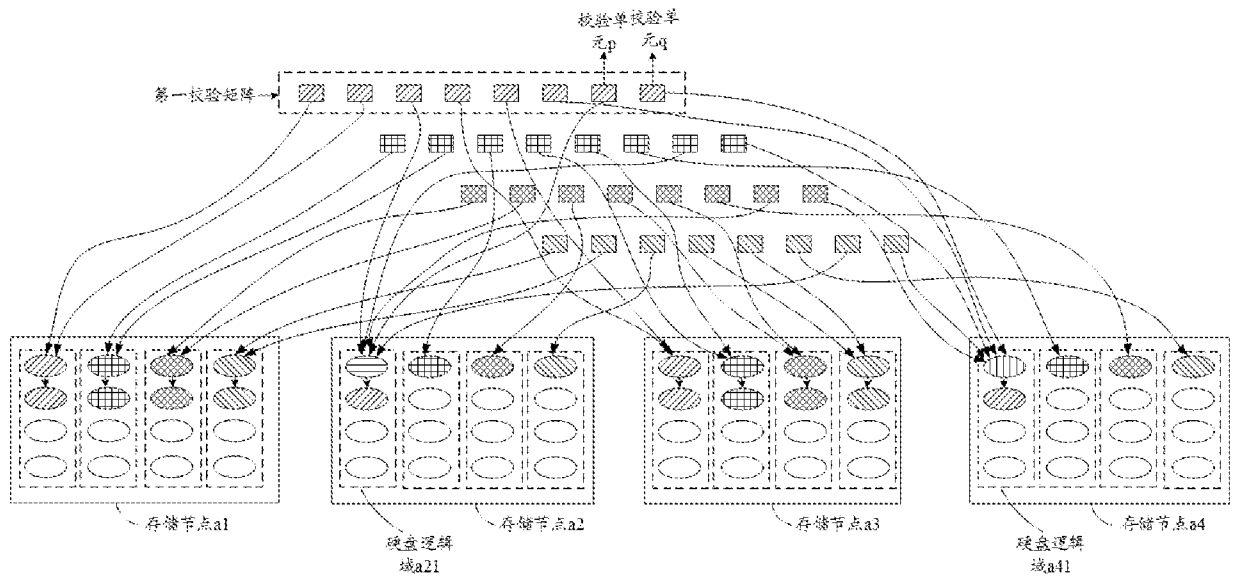 校验单校验单
元p 元q
第一校验矩阵
存储节点a1
存储节点a2
存储节点a3
存储节点a4
硬盘逻辑
域a21
硬盘逻辑
域a41